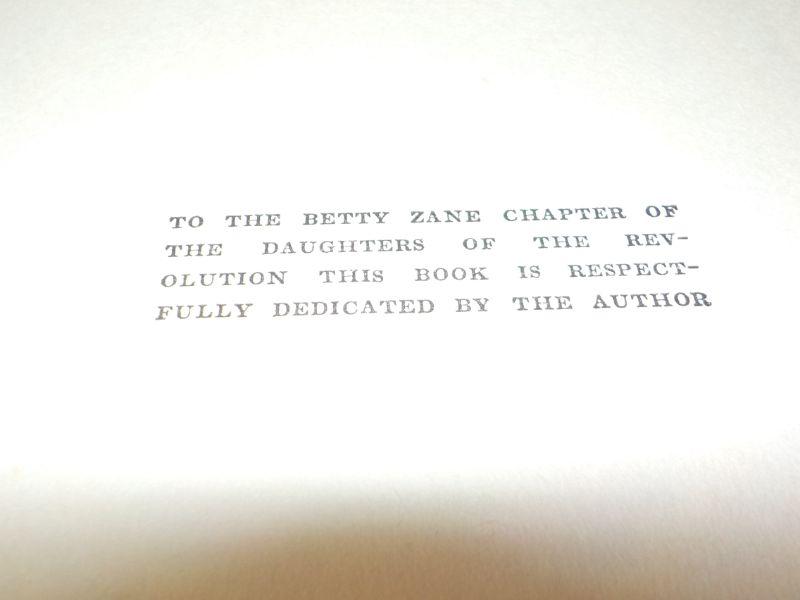 TO THE BETTY ZANE CHAPTER OF
THE DAUGHTERS OF THE REV-
OLUTION THIS BOOK IS RESPECT-
FULLY DEDICATED BY THE AUTHOR